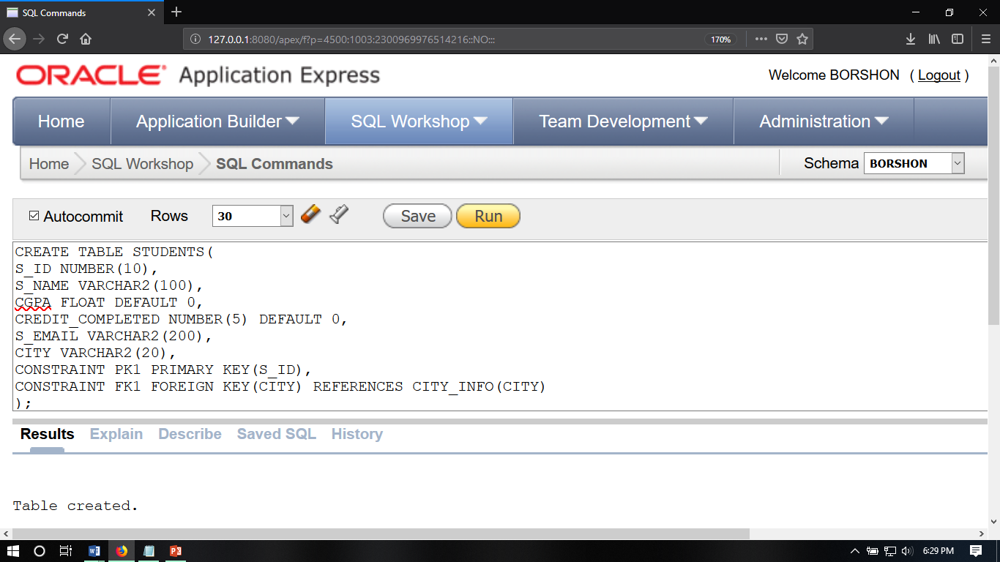 SQL Commands
127.0.0.1:8080/apex/f?p=4500:1003:2300969976514216::NO:::
170%
ORACLE Application Express
Welcome BORSHON ( Logout )
Home Application Builder SQL Workshop Team Development Administration
Home SQL Workshop SQL Commands Schema BORSHON
Autocommit Rows 30 Save Run
CREATE TABLE STUDENTS(
S_ID NUMBER(10),
S_NAME VARCHAR2(100),
CGPA FLOAT DEFAULT 0,
CREDIT_COMPLETED NUMBER(5) DEFAULT 0,
S_EMAIL VARCHAR2(200),
CITY VARCHAR2(20),
CONSTRAINT PK1 PRIMARY KEY(S_ID),
CONSTRAINT FK1 FOREIGN KEY(CITY) REFERENCES CITY_INFO(CITY)
);
Results Explain Describe Saved SQL History
Table created.
6:29 PM